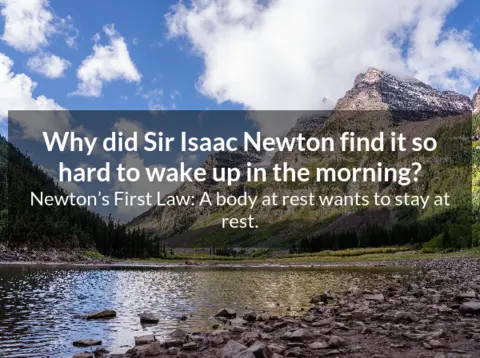 Why did Sir Isaac Newton find it so
hard to wake up in the morning?
Newton’s First Law: A body at rest wants to stay at
rest.